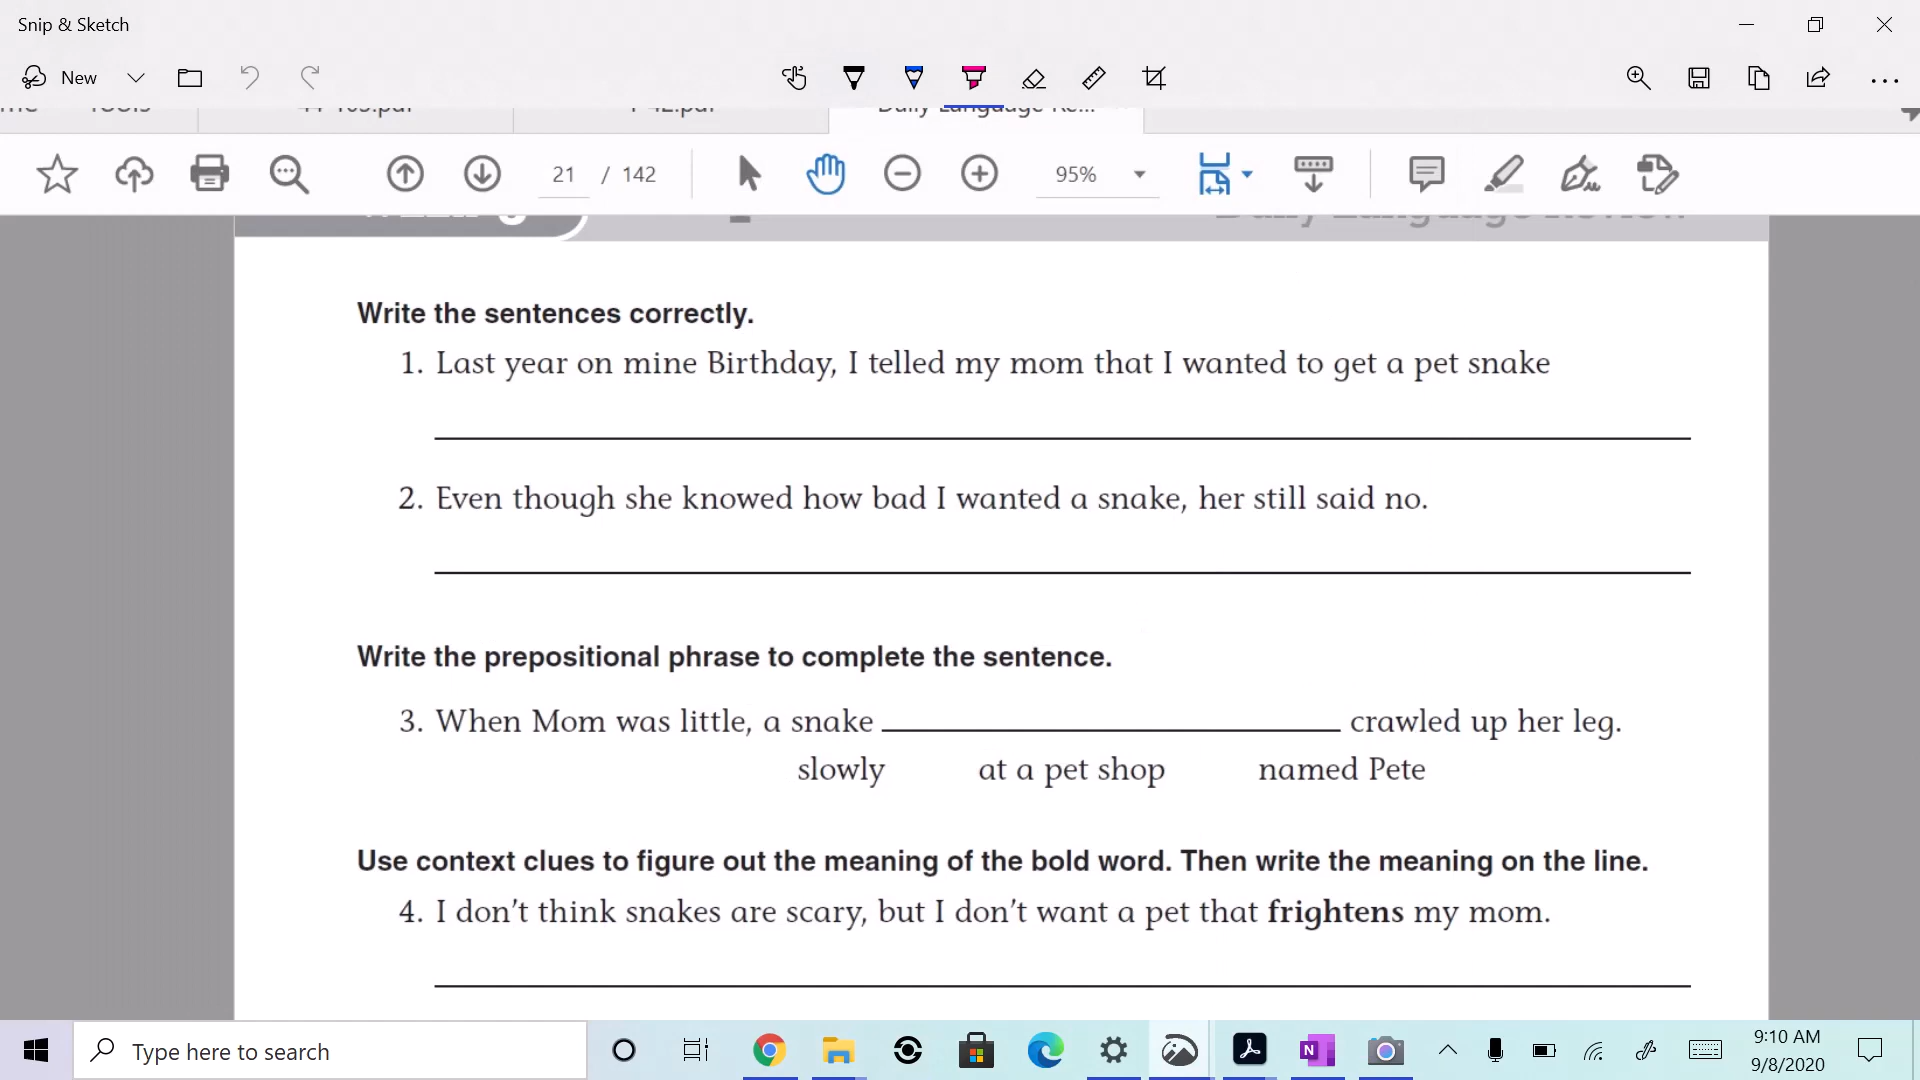 Snip & Sketch
New
21 / 142
95%
Write the sentences correctly.
1. Last year on mine Birthday, I telled my mom that I wanted to get a pet snake
2. Even though she knowed how bad I wanted a snake, her still said no.
Write the prepositional phrase to complete the sentence.
3. When Mom was little, a snake crawled up her leg.
slowly at a pet shop named Pete
Use context clues to figure out the meaning of the bold word. Then write the meaning on the line.
4. I don't think snakes are scary, but I don't want a pet that frightens my mom.
Type here to search
9:10 AM
9/8/2020